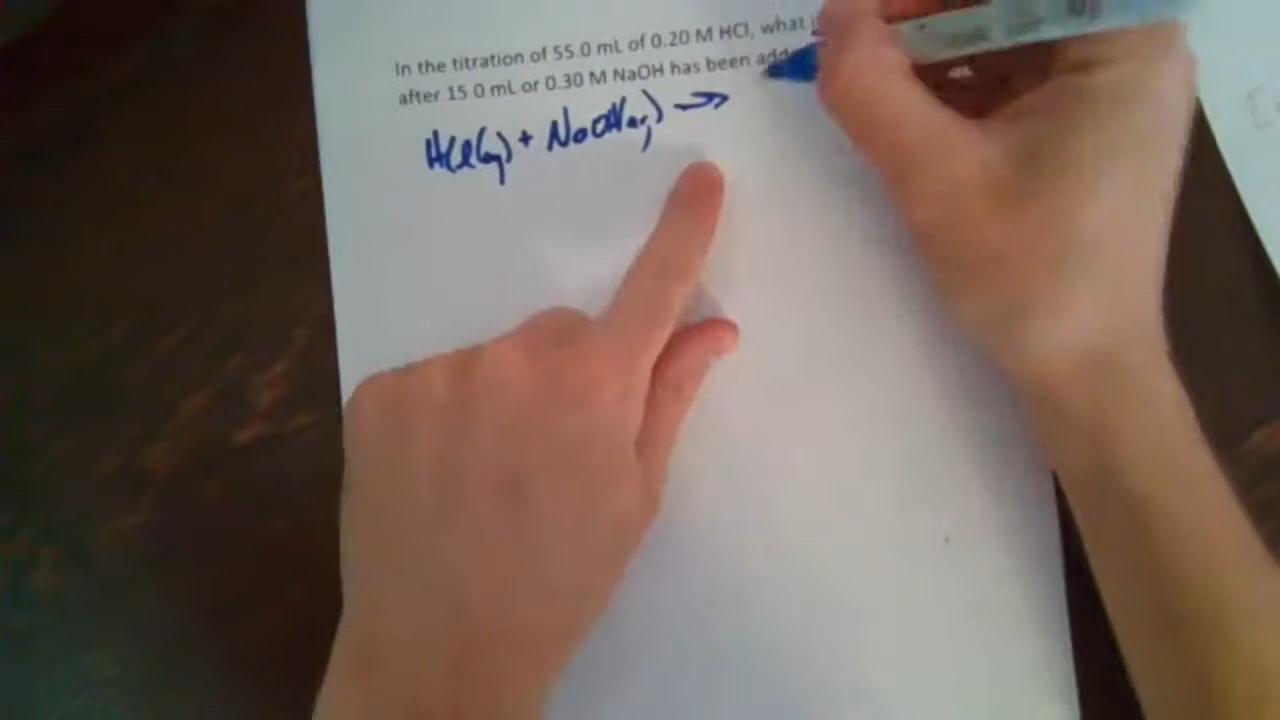 In the titration of 55.0 mL of 0.20 M HCl, what
after 15.0 mL or 0.30 M NaOH has been
HCl(aq) + NaOH(aq) →